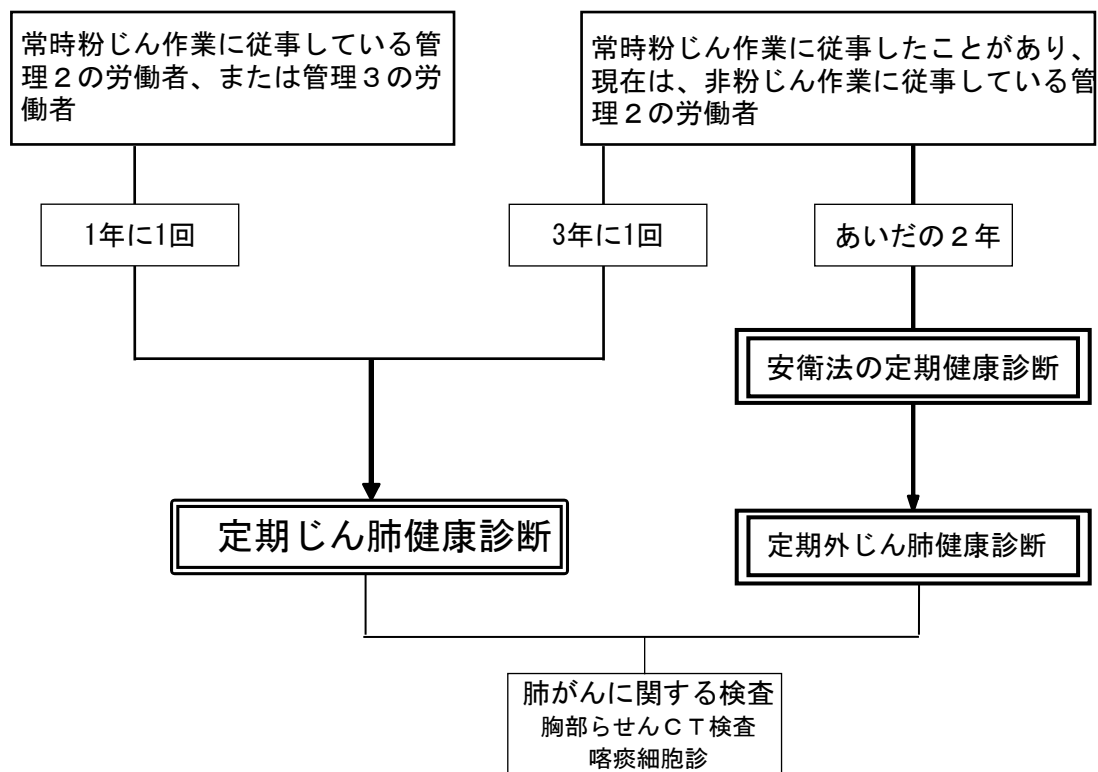 常時粉じん作業に従事している管
理2の労働者、または管理3の労
働者
常時粉じん作業に従事したことがあり、
現在は、非粉じん作業に従事している管
理2の労働者
1年に1回
3年に1回
あいだの2年
安衛法の定期健康診断
定期じん肺健康診断
定期外じん肺健康診断
肺がんに関する検査
胸部らせんCT検査
喀痰細胞診